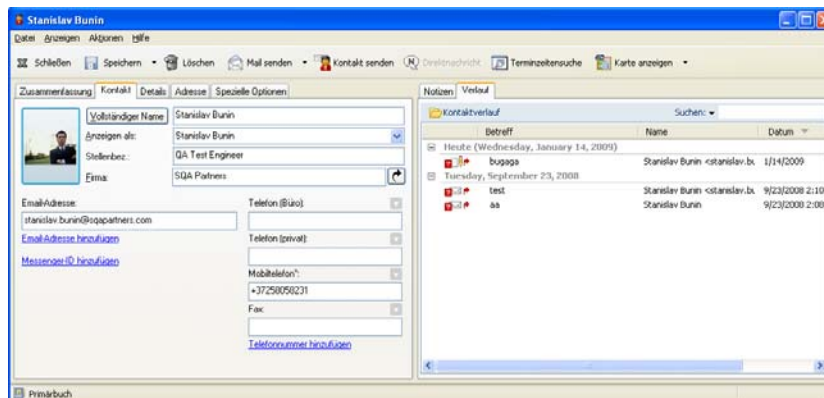 Stanislav Bunin
Datei Anzeigen Aktionen Hilfe
Schließen Speichern Löschen Mail senden Kontakt senden Direktnachricht Terminzeitensuche Karte anzeigen
Zusammenfassung Kontakt Details Adresse Spezielle Optionen
Notizen Verlauf
Vollständiger Name Stanislav Bunin
Kontaktverlauf Suchen:
Anzeigen als: Stanislav Bunin
Betreff Name Datum
Stellenbez.: QA Test Engineer
Heute (Wednesday, January 14, 2009)
bugaga Stanislav Bunin <stanislav.bu 1/14/2009
Firma: SQA Partners
Tuesday, September 23, 2008
test Stanislav Bunin <stanislav.bu 9/23/2008 2:10
aa Stanislav Bunin 9/23/2008 2:08
Email-Adresse: Telefon (Büro):
stanislav.bunin@sqapartners.com
Email-Adresse hinzufügen Telefon (privat):
Messenger-ID hinzufügen
Mobiltelefon*:
+37258058231
Fax:
Telefonnummer hinzufügen
Primärbuch